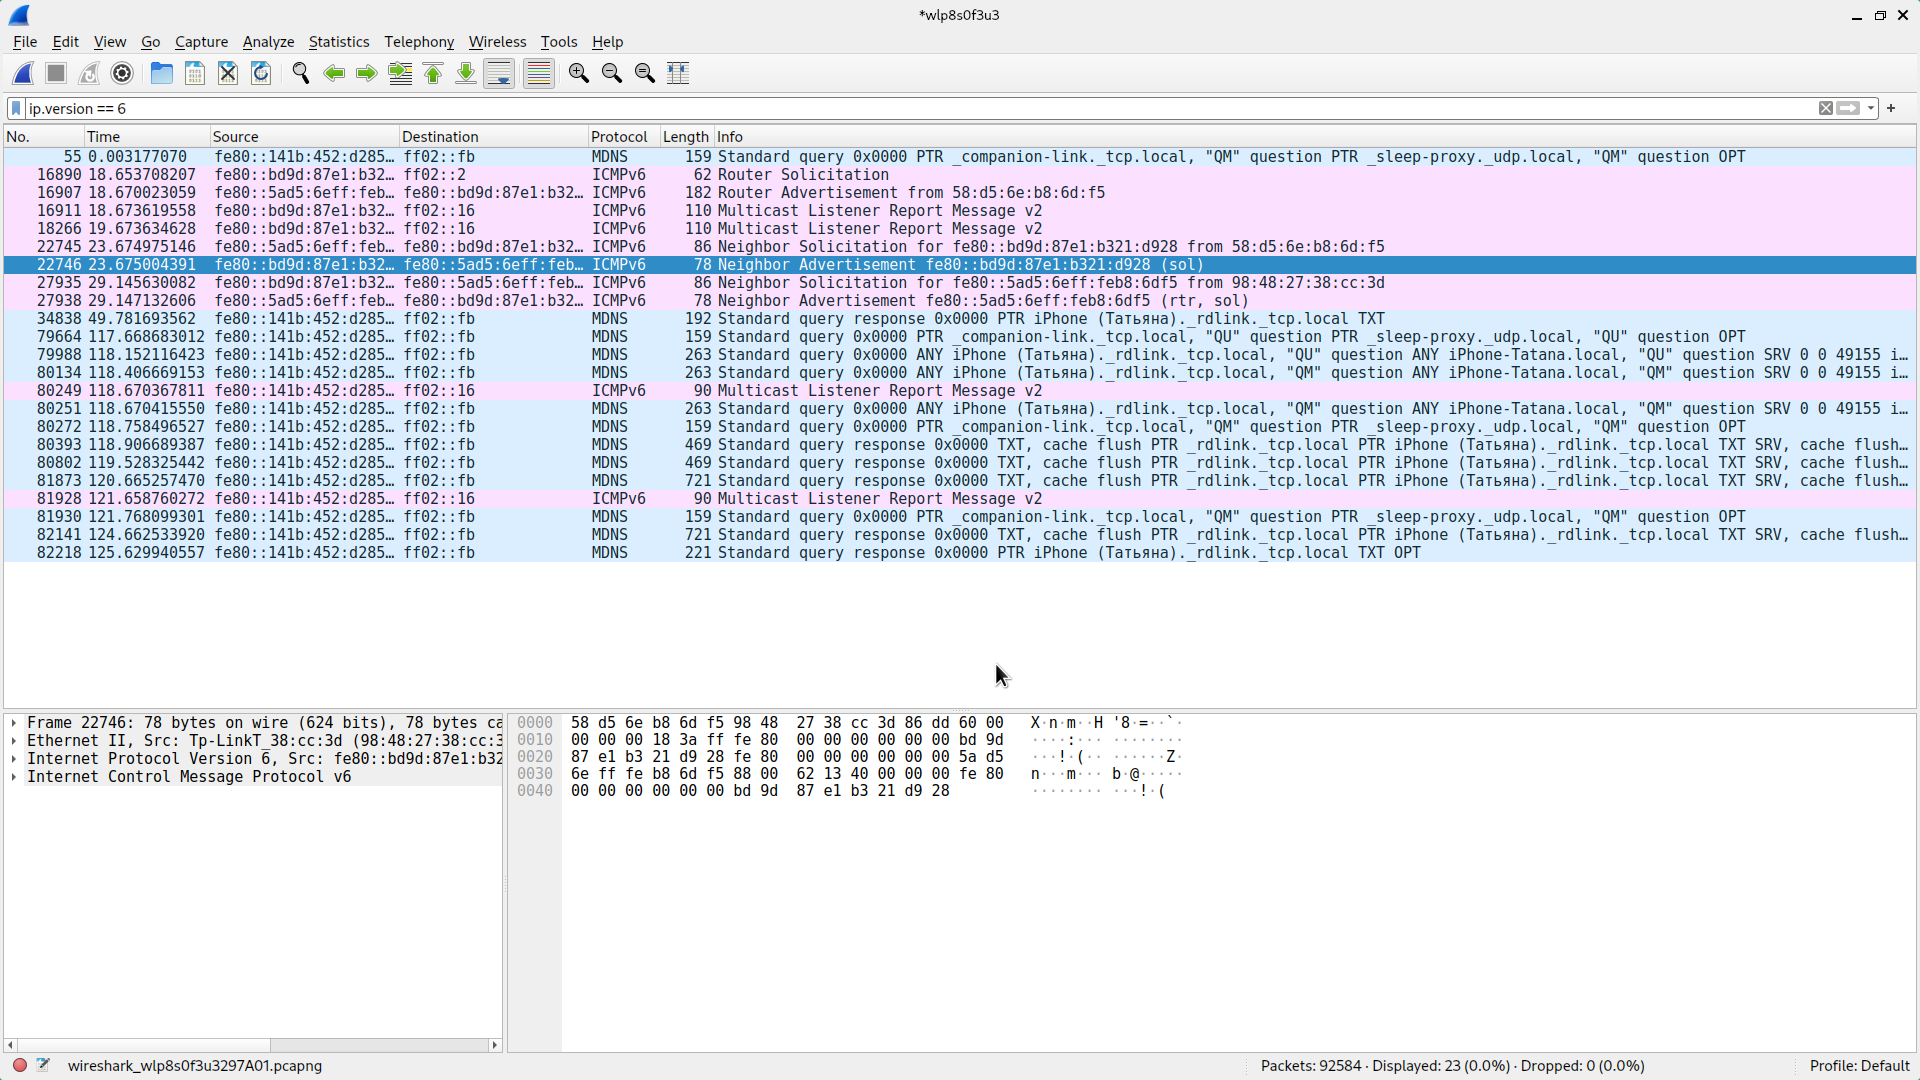 *wlp8s0f3u3
File Edit View Go Capture Analyze Statistics Telephony Wireless Tools Help
ip.version == 6
No. Time Source Destination Protocol Length Info
55 0.003177070 fe80::141b:452:d285… ff02::fb MDNS 159 Standard query 0x0000 PTR _companion-link._tcp.local, "QM" question PTR _sleep-proxy._udp.local, "QM" question OPT
16890 18.653708207 fe80::bd9d:87e1:b32… ff02::2 ICMPv6 62 Router Solicitation
16907 18.670023059 fe80::5ad5:6eff:feb… fe80::bd9d:87e1:b32… ICMPv6 182 Router Advertisement from 58:d5:6e:b8:6d:f5
16911 18.673619558 fe80::bd9d:87e1:b32… ff02::16 ICMPv6 110 Multicast Listener Report Message v2
18266 19.673634628 fe80::bd9d:87e1:b32… ff02::16 ICMPv6 110 Multicast Listener Report Message v2
22745 23.674975146 fe80::5ad5:6eff:feb… fe80::bd9d:87e1:b32… ICMPv6 86 Neighbor Solicitation for fe80::bd9d:87e1:b321:d928 from 58:d5:6e:b8:6d:f5
22746 23.675004391 fe80::bd9d:87e1:b32… fe80::5ad5:6eff:feb… ICMPv6 78 Neighbor Advertisement fe80::bd9d:87e1:b321:d928 (sol)
27935 29.145630082 fe80::bd9d:87e1:b32… fe80::5ad5:6eff:feb… ICMPv6 86 Neighbor Solicitation for fe80::5ad5:6eff:feb8:6df5 from 98:48:27:38:cc:3d
27938 29.147132606 fe80::5ad5:6eff:feb… fe80::bd9d:87e1:b32… ICMPv6 78 Neighbor Advertisement fe80::5ad5:6eff:feb8:6df5 (rtr, sol)
34838 49.781693562 fe80::141b:452:d285… ff02::fb MDNS 192 Standard query response 0x0000 PTR iPhone (Татьяна)._rdlink._tcp.local TXT
79664 117.668683012 fe80::141b:452:d285… ff02::fb MDNS 159 Standard query 0x0000 PTR _companion-link._tcp.local, "QU" question PTR _sleep-proxy._udp.local, "QU" question OPT
79988 118.152116423 fe80::141b:452:d285… ff02::fb MDNS 263 Standard query 0x0000 ANY iPhone (Татьяна)._rdlink._tcp.local, "QU" question ANY iPhone-Tatana.local, "QU" question SRV 0 0 49155 i…
80134 118.406669153 fe80::141b:452:d285… ff02::fb MDNS 263 Standard query 0x0000 ANY iPhone (Татьяна)._rdlink._tcp.local, "QM" question ANY iPhone-Tatana.local, "QM" question SRV 0 0 49155 i…
80249 118.670367811 fe80::141b:452:d285… ff02::16 ICMPv6 90 Multicast Listener Report Message v2
80251 118.670415550 fe80::141b:452:d285… ff02::fb MDNS 263 Standard query 0x0000 ANY iPhone (Татьяна)._rdlink._tcp.local, "QM" question ANY iPhone-Tatana.local, "QM" question SRV 0 0 49155 i…
80272 118.758496527 fe80::141b:452:d285… ff02::fb MDNS 159 Standard query 0x0000 PTR _companion-link._tcp.local, "QM" question PTR _sleep-proxy._udp.local, "QM" question OPT
80393 118.906689387 fe80::141b:452:d285… ff02::fb MDNS 469 Standard query response 0x0000 TXT, cache flush PTR _rdlink._tcp.local PTR iPhone (Татьяна)._rdlink._tcp.local TXT SRV, cache flush…
80802 119.528325442 fe80::141b:452:d285… ff02::fb MDNS 469 Standard query response 0x0000 TXT, cache flush PTR _rdlink._tcp.local PTR iPhone (Татьяна)._rdlink._tcp.local TXT SRV, cache flush…
81873 120.665257470 fe80::141b:452:d285… ff02::fb MDNS 721 Standard query response 0x0000 TXT, cache flush PTR _rdlink._tcp.local PTR iPhone (Татьяна)._rdlink._tcp.local TXT SRV, cache flush…
81928 121.658760272 fe80::141b:452:d285… ff02::16 ICMPv6 90 Multicast Listener Report Message v2
81930 121.768099301 fe80::141b:452:d285… ff02::fb MDNS 159 Standard query 0x0000 PTR _companion-link._tcp.local, "QM" question PTR _sleep-proxy._udp.local, "QM" question OPT
82141 124.662533920 fe80::141b:452:d285… ff02::fb MDNS 721 Standard query response 0x0000 TXT, cache flush PTR _rdlink._tcp.local PTR iPhone (Татьяна)._rdlink._tcp.local TXT SRV, cache flush…
82218 125.629940557 fe80::141b:452:d285… ff02::fb MDNS 221 Standard query response 0x0000 PTR iPhone (Татьяна)._rdlink._tcp.local TXT OPT
Frame 22746: 78 bytes on wire (624 bits), 78 bytes ca
Ethernet II, Src: Tp-LinkT_38:cc:3d (98:48:27:38:cc:3
Internet Protocol Version 6, Src: fe80::bd9d:87e1:b32
Internet Control Message Protocol v6
0000 58 d5 6e b8 6d f5 98 48 27 38 cc 3d 86 dd 60 00 X·n·m··H '8·=··`·
0010 00 00 00 18 3a ff fe 80 00 00 00 00 00 00 bd 9d ····:··· ········
0020 87 e1 b3 21 d9 28 fe 80 00 00 00 00 00 00 5a d5 ···!·(·· ······Z·
0030 6e ff fe b8 6d f5 88 00 62 13 40 00 00 00 fe 80 n···m··· b·@·····
0040 00 00 00 00 00 00 bd 9d 87 e1 b3 21 d9 28 ········ ···!·(
wireshark_wlp8s0f3u3297A01.pcapng
Packets: 92584 · Displayed: 23 (0.0%) · Dropped: 0 (0.0%)
Profile: Default